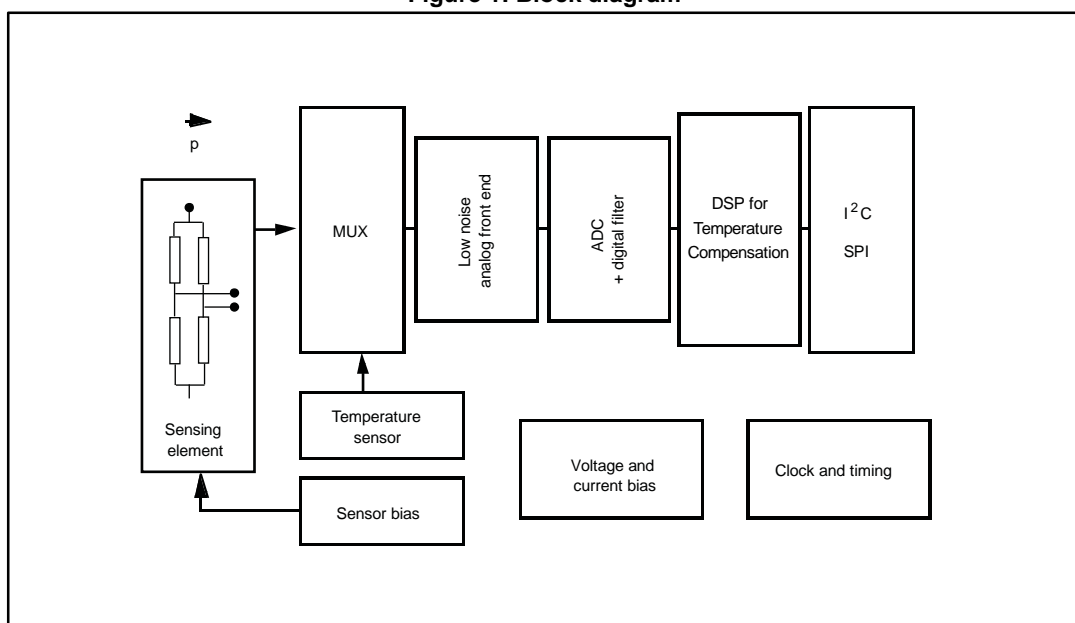 Figure 1. Block diagram
p
Sensing
element
MUX
Low noise
analog front end
ADC
+ digital filter
DSP for
Temperature
Compensation
I²C
SPI
Temperature
sensor
Sensor bias
Voltage and
current bias
Clock and timing